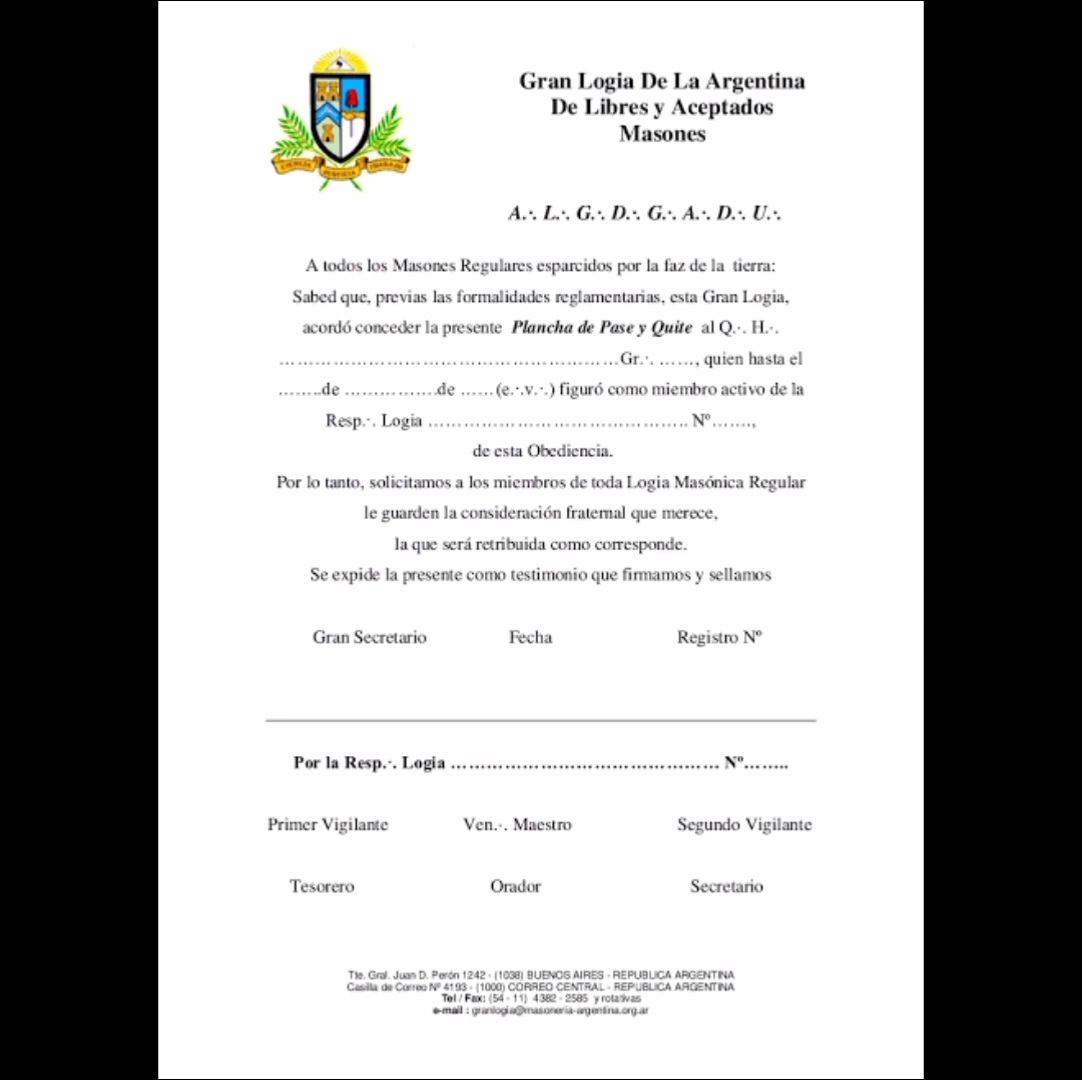 CIENCIA JUSTICIA TRABAJO
Gran Logia De La Argentina
De Libres y Aceptados
Masones
A.·. L.·. G.·. D.·. G.·. A.·. D.·. U.·.
A todos los Masones Regulares esparcidos por la faz de la tierra:
Sabed que, previas las formalidades reglamentarias, esta Gran Logia,
acordó conceder la presente Plancha de Pase y Quite al Q.·. H.·.
……………………………………………….Gr.·. ……, quien hasta el
……..de …………….de ……(e.·.v.·.) figuró como miembro activo de la
Resp.·. Logia …………………………………….. Nº…….,
de esta Obediencia.
Por lo tanto, solicitamos a los miembros de toda Logia Masónica Regular
le guarden la consideración fraternal que merece,
la que será retribuida como corresponde.
Se expide la presente como testimonio que firmamos y sellamos
Gran Secretario Fecha Registro Nº
Por la Resp.·. Logia ……………………………………… Nº……..
Primer Vigilante Ven.·. Maestro Segundo Vigilante
Tesorero Orador Secretario
Tte. Gral. Juan D. Perón 1242 - (1038) BUENOS AIRES - REPUBLICA ARGENTINA
Casilla de Correo Nº 4193 - (1000) CORREO CENTRAL - REPUBLICA ARGENTINA
Tel / Fax: (54 - 11) 4382 - 2585 y rotativas
e-mail : granlogia@masoneria-argentina.org.ar